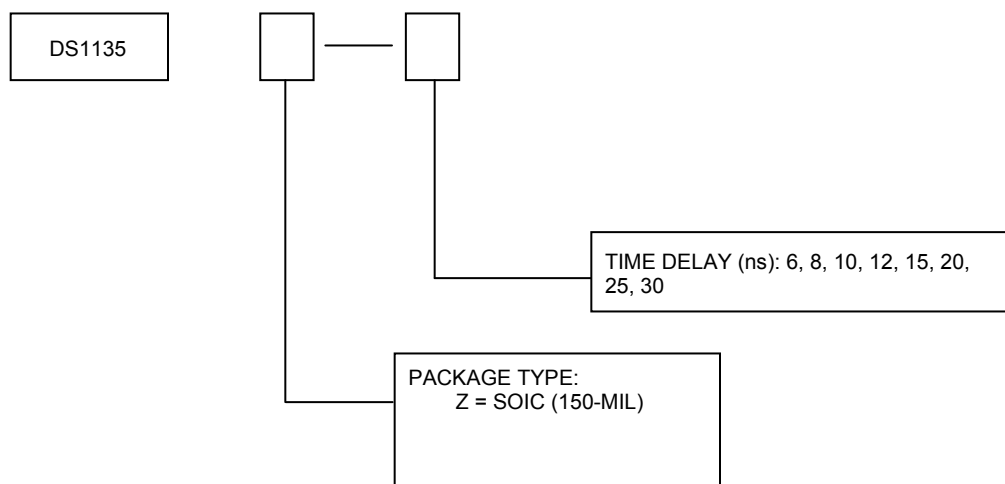 DS1135
TIME DELAY (ns): 6, 8, 10, 12, 15, 20,
25, 30
PACKAGE TYPE:
Z = SOIC (150-MIL)